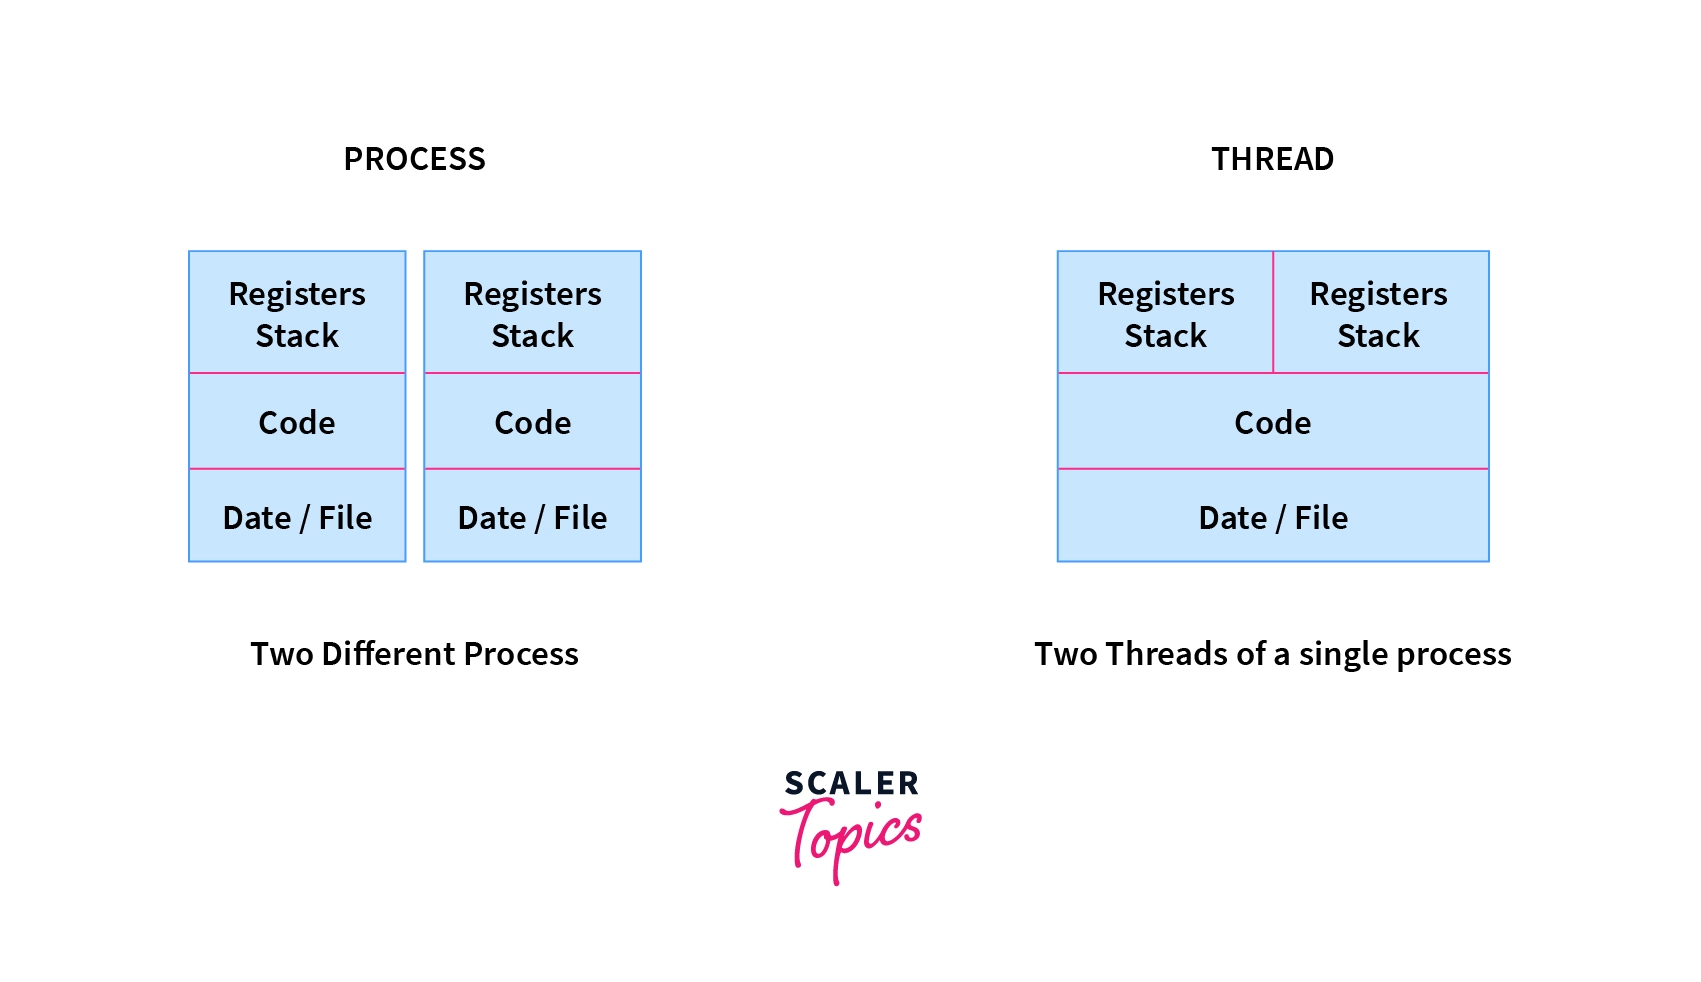 PROCESS
Registers
Stack
Code
Date / File
Registers
Stack
Code
Date / File
Two Different Process
THREAD
Registers
Stack
Registers
Stack
Code
Date / File
Two Threads of a single process
SCALER
Topics